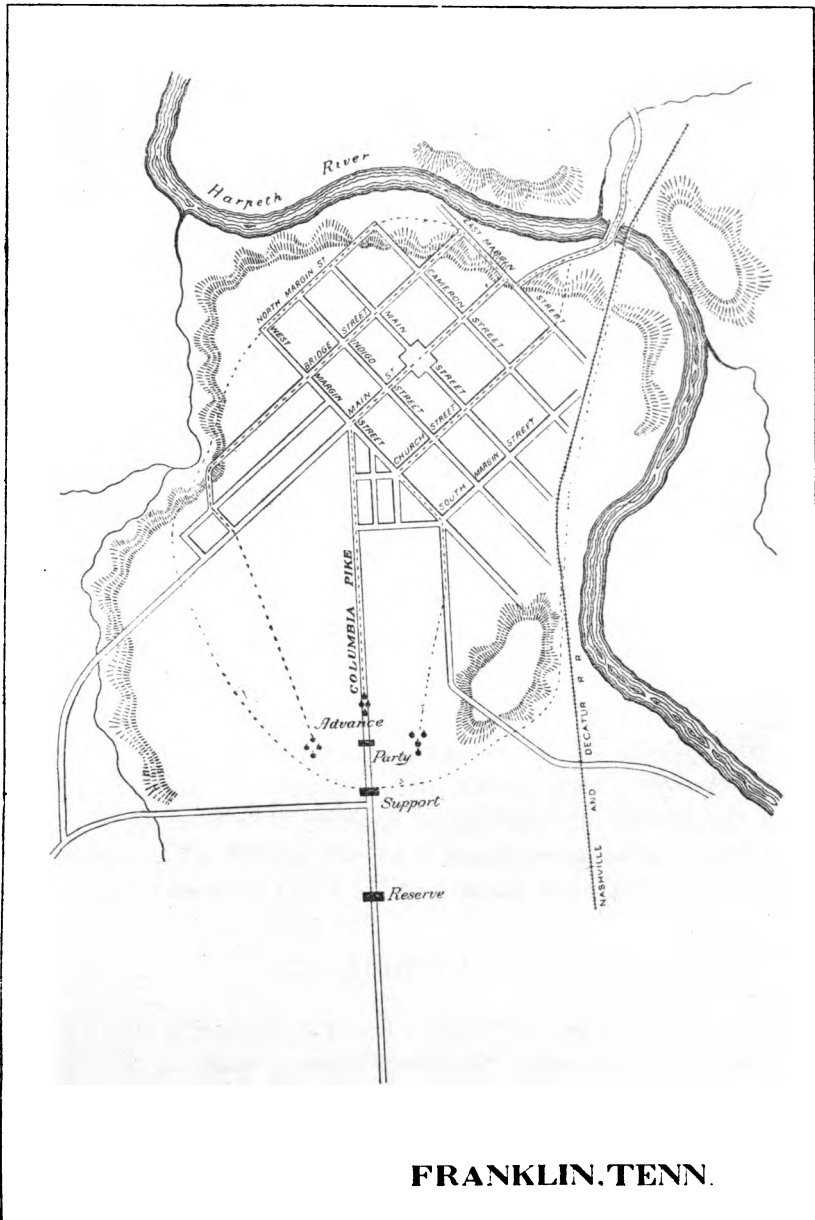 Harpeth River
EAST MARGIN STREET
NORTH MARGIN ST
CAMERON STREET
WEST MARGIN STREET
BRIDGE STREET
INDIGO STREET
MAIN STREET
MAIN ST
CHURCH STREET
SOUTH MARGIN STREET
COLUMBIA PIKE
Advance
Party
Support
Reserve
NASHVILLE AND DECATUR R R
FRANKLIN, TENN.